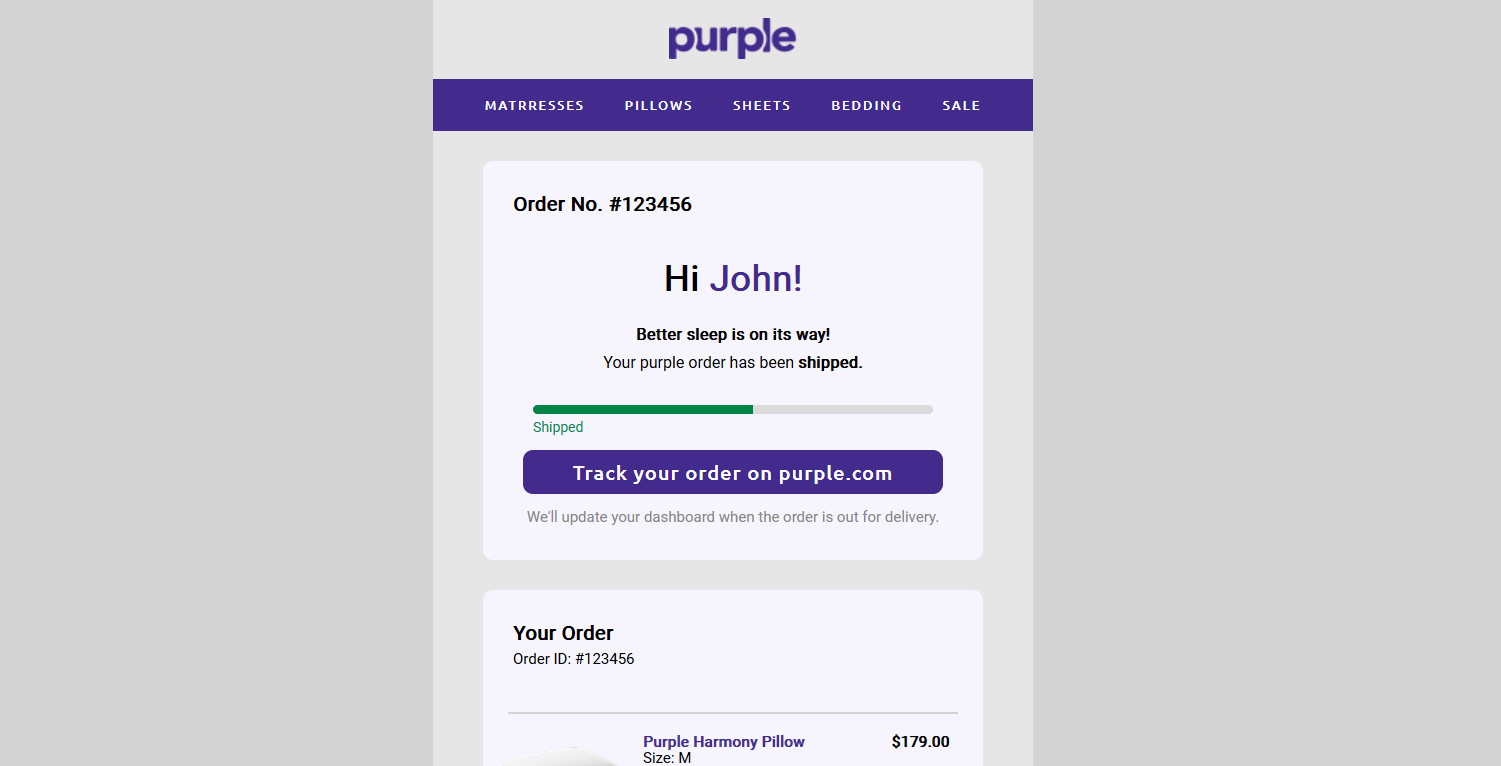 purple
MATRRESSES PILLOWS SHEETS BEDDING SALE
Order No. #123456
Hi John!
Better sleep is on its way!
Your purple order has been shipped.
Shipped
Track your order on purple.com
We'll update your dashboard when the order is out for delivery.
Your Order
Order ID: #123456
Purple Harmony Pillow $179.00
Size: M